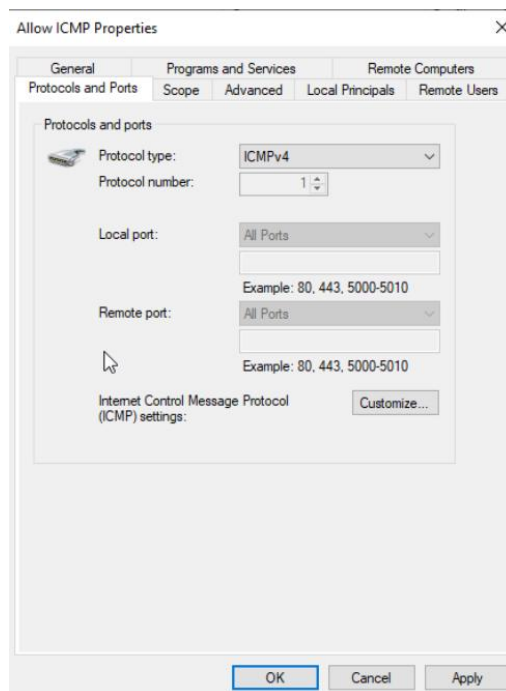 Allow ICMP Properties
General Programs and Services Remote Computers
Protocols and Ports Scope Advanced Local Principals Remote Users
Protocols and ports
Protocol type: ICMPv4
Protocol number: 1
Local port: All Ports
Example: 80, 443, 5000-5010
Remote port: All Ports
Example: 80, 443, 5000-5010
Internet Control Message Protocol
(ICMP) settings:
Customize...
OK Cancel Apply